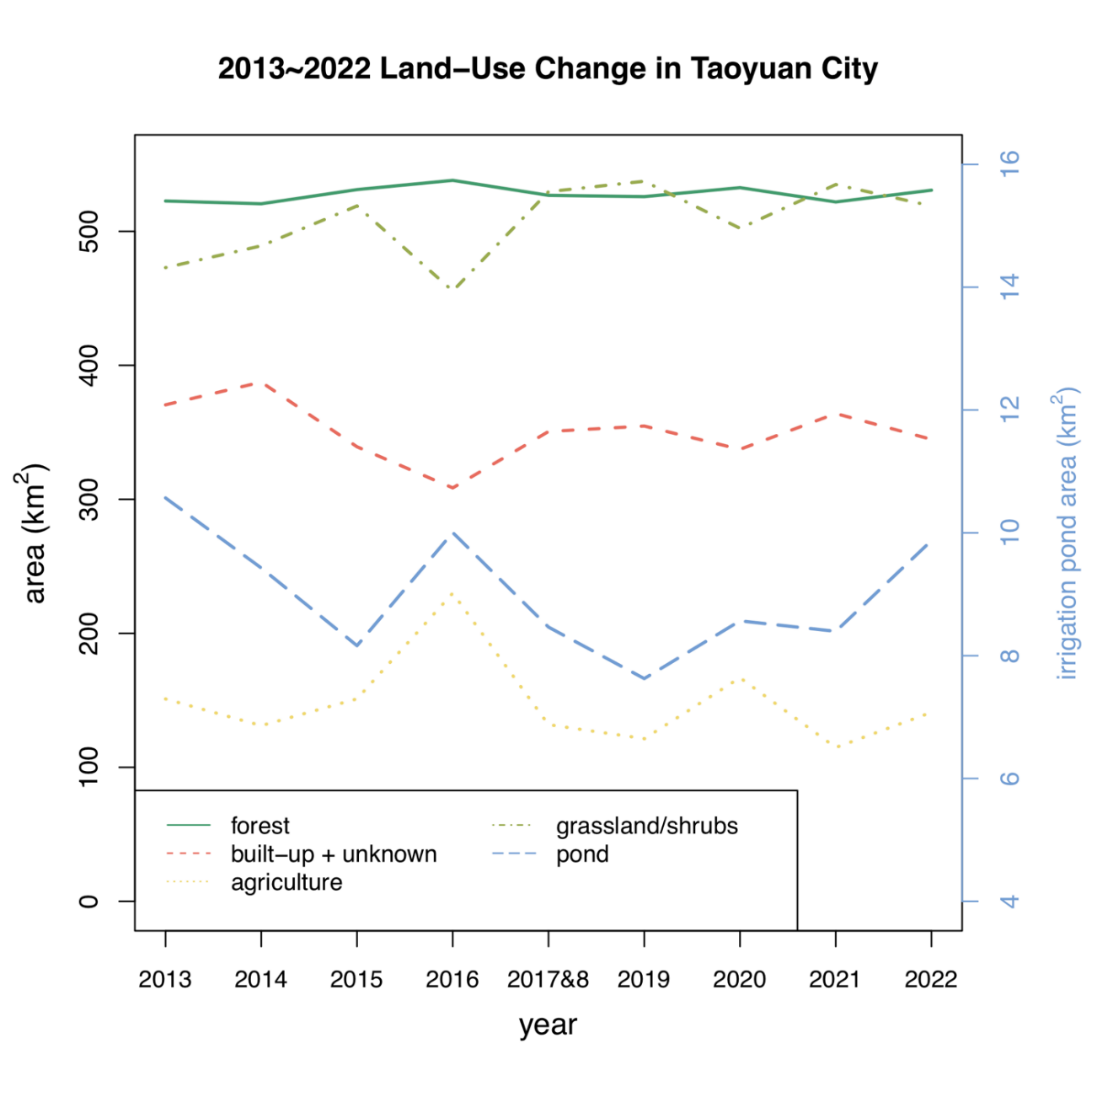 2013~2022 Land−Use Change in Taoyuan City
area (km²)
500
400
300
200
100
0
16
14
12
10
8
6
4
irrigation pond area (km²)
forest
built−up + unknown
agriculture
grassland/shrubs
pond
2013 2014 2015 2016 2017&8 2019 2020 2021 2022
year